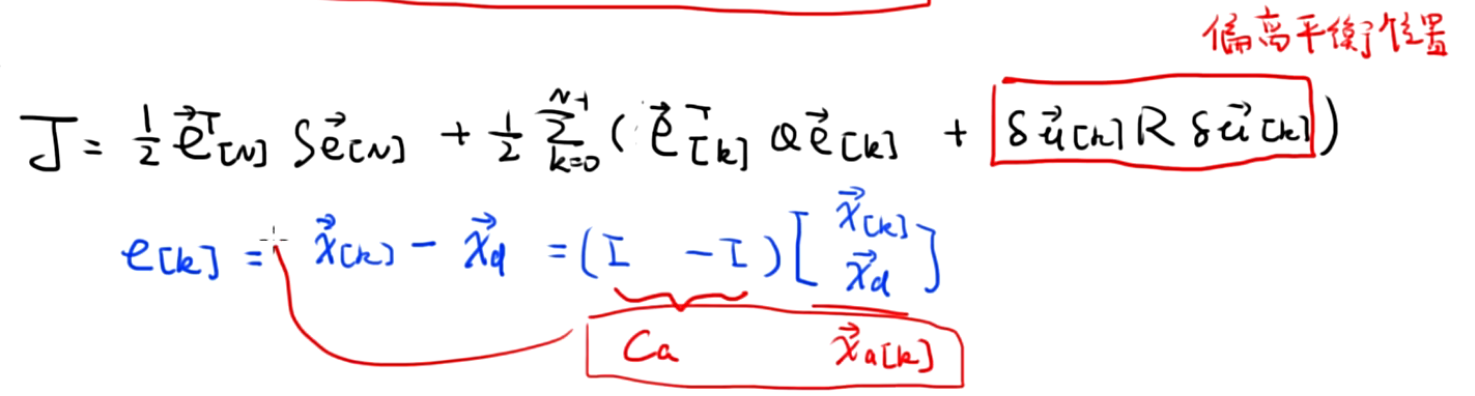 偏离平衡位置
J = \frac{1}{2} \vec{e}^T_{[N]} S \vec{e}_{[N]} + \frac{1}{2} \sum_{k=0}^{N-1} ( \vec{e}^T_{[k]} Q \vec{e}_{[k]} + \delta \vec{u}_{[k]} R \delta \vec{u}_{[k]} )
e_{[k]} = \vec{x}_{[k]} - \vec{x}_d = ( I \quad -I ) \begin{bmatrix} \vec{x}_{[k]} \\ \vec{x}_d \end{bmatrix}
C_a \quad \vec{x}_{a[k]}